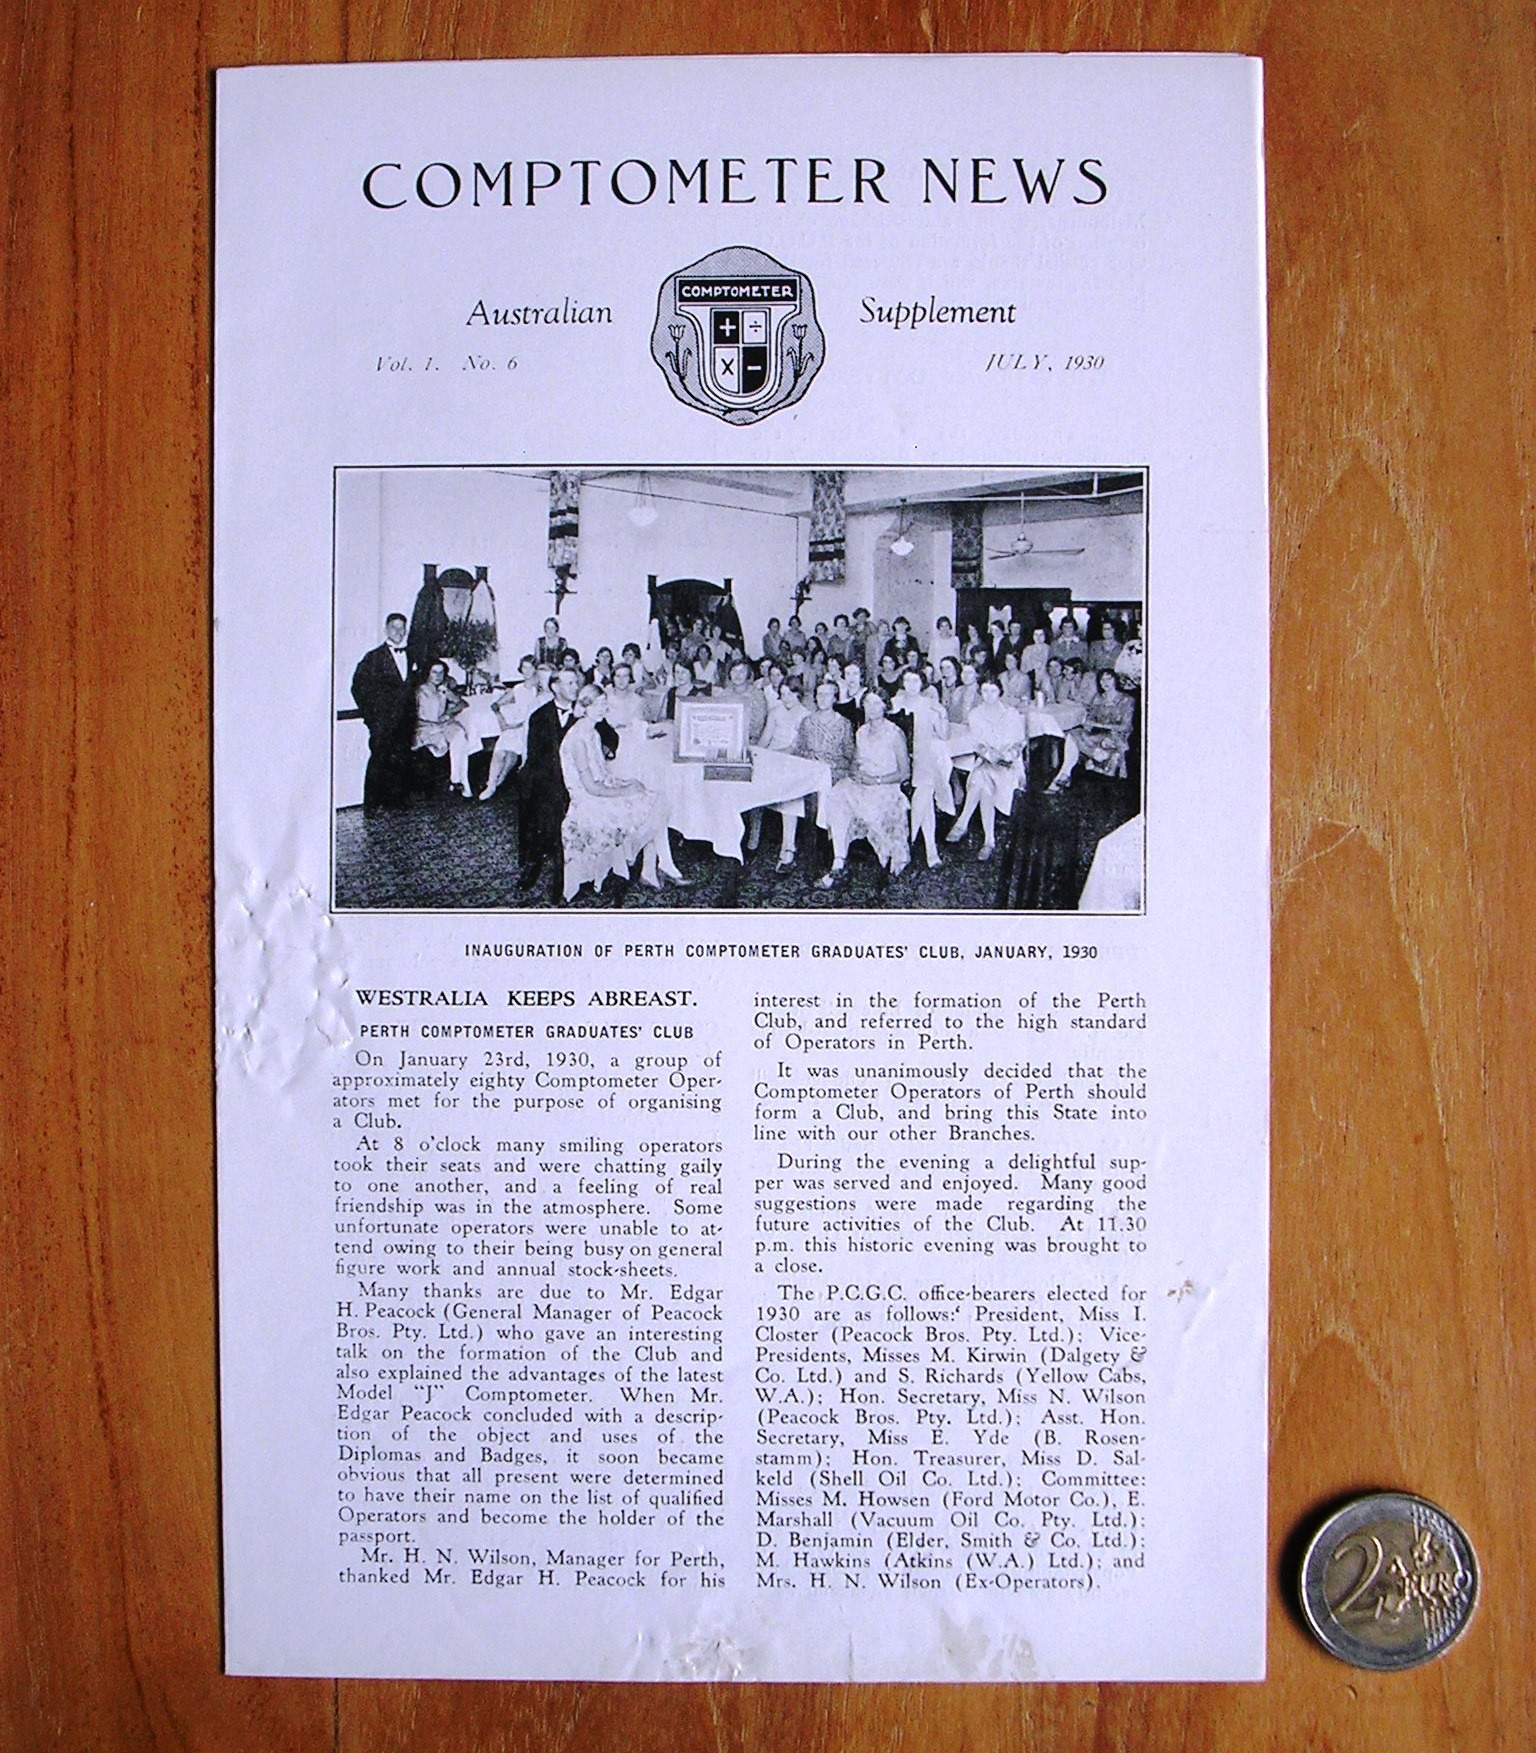 COMPTOMETER NEWS
COMPTOMETER
+ ÷
x −
Australian Supplement
Vol. 1. No. 6 JULY, 1930
INAUGURATION OF PERTH COMPTOMETER GRADUATES' CLUB, JANUARY, 1930
WESTRALIA KEEPS ABREAST.
PERTH COMPTOMETER GRADUATES' CLUB
On January 23rd, 1930, a group of
approximately eighty Comptometer Oper-
ators met for the purpose of organising
a Club.
At 8 o'clock many smiling operators
took their seats and were chatting gaily
to one another, and a feeling of real
friendship was in the atmosphere. Some
unfortunate operators were unable to at-
tend owing to their being busy on general
figure work and annual stock-sheets.
Many thanks are due to Mr. Edgar
H. Peacock (General Manager of Peacock
Bros. Pty. Ltd.) who gave an interesting
talk on the formation of the Club and
also explained the advantages of the latest
Model "J" Comptometer. When Mr.
Edgar Peacock concluded with a descrip-
tion of the object and uses of the
Diplomas and Badges, it soon became
obvious that all present were determined
to have their name on the list of qualified
Operators and become the holder of the
passport.
Mr. H. N. Wilson, Manager for Perth,
thanked Mr. Edgar H. Peacock for his
interest in the formation of the Perth
Club, and referred to the high standard
of Operators in Perth.
It was unanimously decided that the
Comptometer Operators of Perth should
form a Club, and bring this State into
line with our other Branches.
During the evening a delightful sup-
per was served and enjoyed. Many good
suggestions were made regarding the
future activities of the Club. At 11.30
p.m. this historic evening was brought to
a close.
The P.C.G.C. office-bearers elected for
1930 are as follows:‘ President, Miss I.
Closter (Peacock Bros. Pty. Ltd.); Vice-
Presidents, Misses M. Kirwin (Dalgety &
Co. Ltd.) and S. Richards (Yellow Cabs,
W.A.); Hon. Secretary, Miss N. Wilson
(Peacock Bros. Pty. Ltd.); Asst. Hon.
Secretary, Miss E. Yde (B. Rosen-
stamm); Hon. Treasurer, Miss D. Sal-
keld (Shell Oil Co. Ltd.); Committee:
Misses M. Howsen (Ford Motor Co.), E.
Marshall (Vacuum Oil Co. Pty. Ltd.);
D. Benjamin (Elder, Smith & Co. Ltd.);
M. Hawkins (Atkins (W.A.) Ltd.); and
Mrs. H. N. Wilson (Ex-Operators).
2 EURO